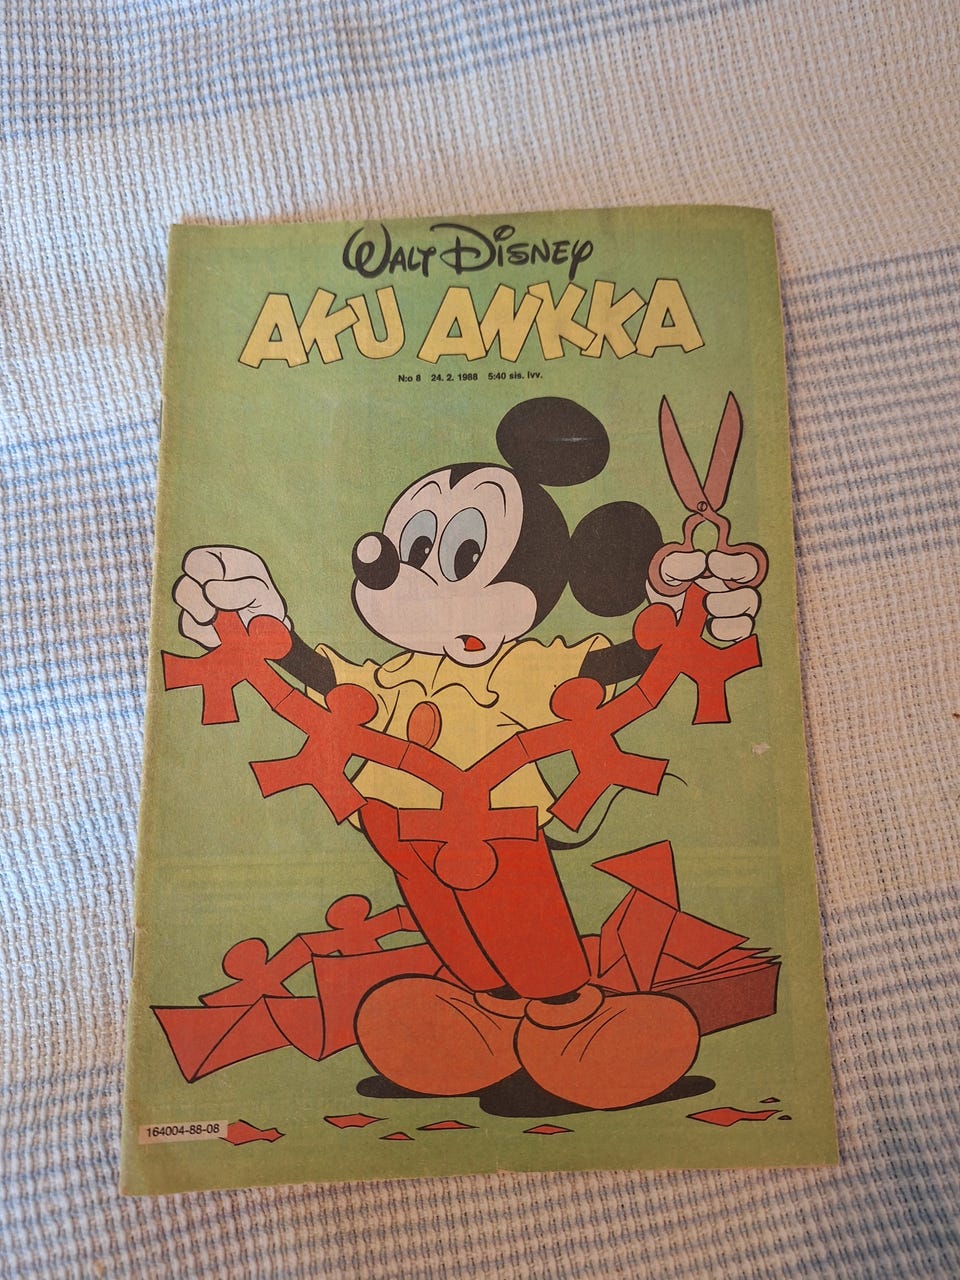 WALT DISNEY
AKU ANKKA
N:o 8 24. 2. 1988 5:40 sis. lvv.
164004-88-08